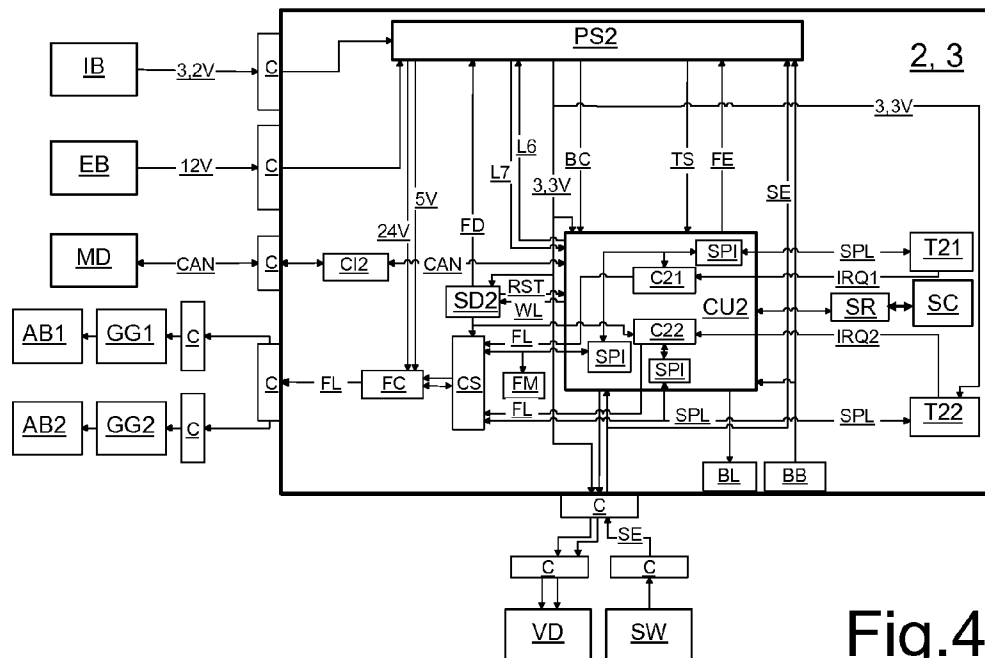 PS2
2, 3
IB
3,2V
C
EB
12V
C
3,3V
L6
L7
3,3V
BC
TS
FE
SE
5V
24V
FD
MD
CAN
C
CI2
CAN
SPI
SPL
T21
C21
IRQ1
SD2
RST
WL
CU2
SR
SC
AB1
GG1
C
FL
C22
IRQ2
SPI
SPI
C
FL
FC
CS
FM
AB2
GG2
C
FL
SPL
SPL
T22
BL
BB
C
SE
C
C
VD
SW
Fig.4